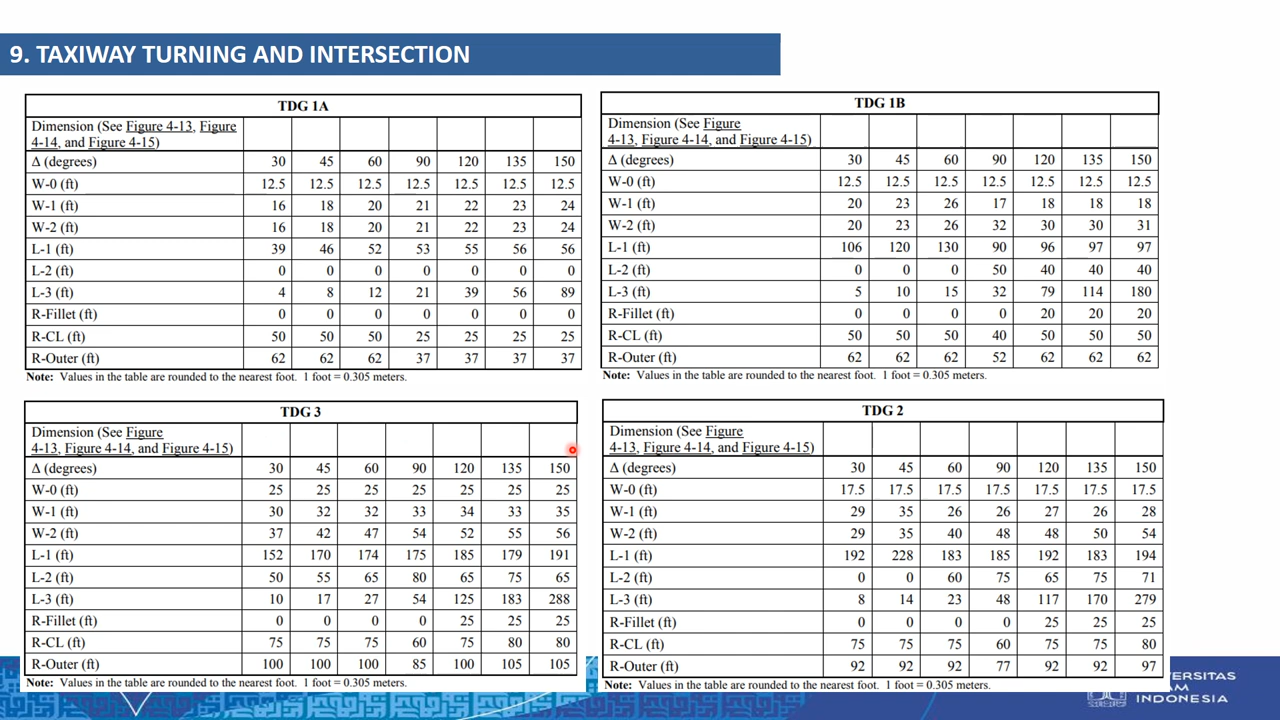 9. TAXIWAY TURNING AND INTERSECTION
TDG 1A
Dimension (See Figure 4-13, Figure
4-14, and Figure 4-15)
Δ (degrees) 30 45 60 90 120 135 150
W-0 (ft) 12.5 12.5 12.5 12.5 12.5 12.5 12.5
W-1 (ft) 16 18 20 21 22 23 24
W-2 (ft) 16 18 20 21 22 23 24
L-1 (ft) 39 46 52 53 55 56 56
L-2 (ft) 0 0 0 0 0 0 0
L-3 (ft) 4 8 12 21 39 56 89
R-Fillet (ft) 0 0 0 0 0 0 0
R-CL (ft) 50 50 50 25 25 25 25
R-Outer (ft) 62 62 62 37 37 37 37
Note: Values in the table are rounded to the nearest foot. 1 foot = 0.305 meters.
TDG 1B
Dimension (See Figure
4-13, Figure 4-14, and Figure 4-15)
Δ (degrees) 30 45 60 90 120 135 150
W-0 (ft) 12.5 12.5 12.5 12.5 12.5 12.5 12.5
W-1 (ft) 20 23 26 17 18 18 18
W-2 (ft) 20 23 26 32 30 30 31
L-1 (ft) 106 120 130 90 96 97 97
L-2 (ft) 0 0 0 50 40 40 40
L-3 (ft) 5 10 15 32 79 114 180
R-Fillet (ft) 0 0 0 0 20 20 20
R-CL (ft) 50 50 50 40 50 50 50
R-Outer (ft) 62 62 62 52 62 62 62
Note: Values in the table are rounded to the nearest foot. 1 foot = 0.305 meters.
TDG 3
Dimension (See Figure
4-13, Figure 4-14, and Figure 4-15)
Δ (degrees) 30 45 60 90 120 135 150
W-0 (ft) 25 25 25 25 25 25 25
W-1 (ft) 30 32 32 33 34 33 35
W-2 (ft) 37 42 47 54 52 55 56
L-1 (ft) 152 170 174 175 185 179 191
L-2 (ft) 50 55 65 80 65 75 65
L-3 (ft) 10 17 27 54 125 183 288
R-Fillet (ft) 0 0 0 0 25 25 25
R-CL (ft) 75 75 75 60 75 80 80
R-Outer (ft) 100 100 100 85 100 105 105
Note: Values in the table are rounded to the nearest foot. 1 foot = 0.305 meters.
TDG 2
Dimension (See Figure
4-13, Figure 4-14, and Figure 4-15)
Δ (degrees) 30 45 60 90 120 135 150
W-0 (ft) 17.5 17.5 17.5 17.5 17.5 17.5 17.5
W-1 (ft) 29 35 26 26 27 26 28
W-2 (ft) 29 35 40 48 48 50 54
L-1 (ft) 192 228 183 185 192 183 194
L-2 (ft) 0 0 60 75 65 75 71
L-3 (ft) 8 14 23 48 117 170 279
R-Fillet (ft) 0 0 0 0 25 25 25
R-CL (ft) 75 75 75 60 75 75 80
R-Outer (ft) 92 92 92 77 92 92 97
Note: Values in the table are rounded to the nearest foot. 1 foot = 0.305 meters.
INDONESIA